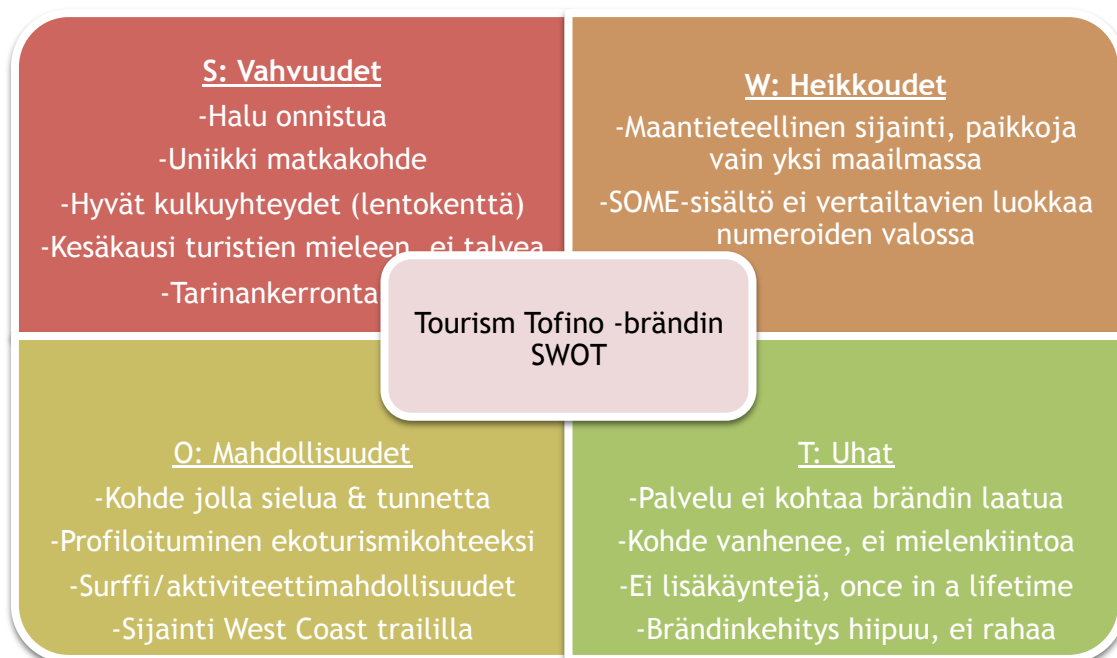 S: Vahvuudet
-Halu onnistua
-Uniikki matkakohde
-Hyvät kulkuyhteydet (lentokenttä)
-Kesäkausi turistien mieleen, ei talvea
-Tarinankerronta
W: Heikkoudet
-Maantieteellinen sijainti, paikkoja
vain yksi maailmassa
-SOME-sisältö ei vertailtavien luokkaa
numeroiden valossa
Tourism Tofino -brändin
SWOT
O: Mahdollisuudet
-Kohde jolla sielua & tunnetta
-Profiloituminen ekoturismikohteeksi
-Surffi/aktiviteettimahdollisuudet
-Sijainti West Coast traililla
T: Uhat
-Palvelu ei kohtaa brändin laatua
-Kohde vanhenee, ei mielenkiintoa
-Ei lisäkäyntejä, once in a lifetime
-Brändinkehitys hiipuu, ei rahaa